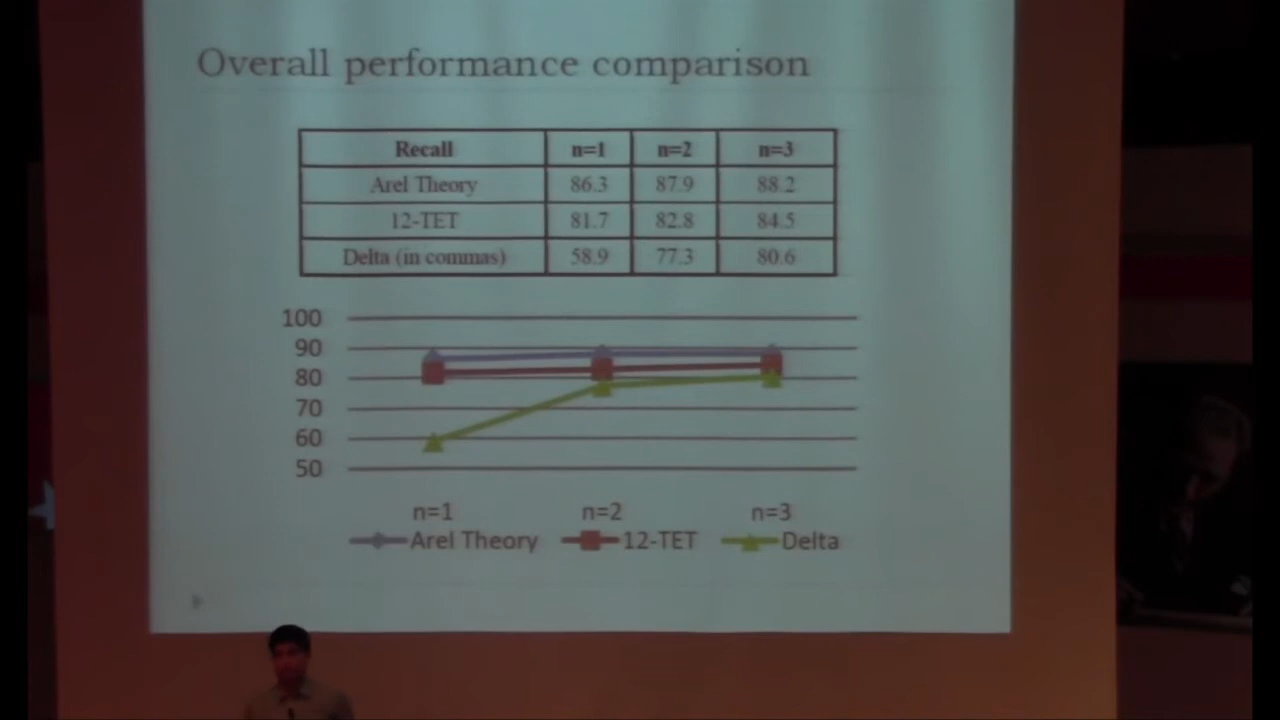 Overall performance comparison
Recall n=1 n=2 n=3
Arel Theory 86.3 87.9 88.2
12-TET 81.7 82.8 84.5
Delta (in commas) 58.9 77.3 80.6
100
90
80
70
60
50
n=1 n=2 n=3
Arel Theory 12-TET Delta